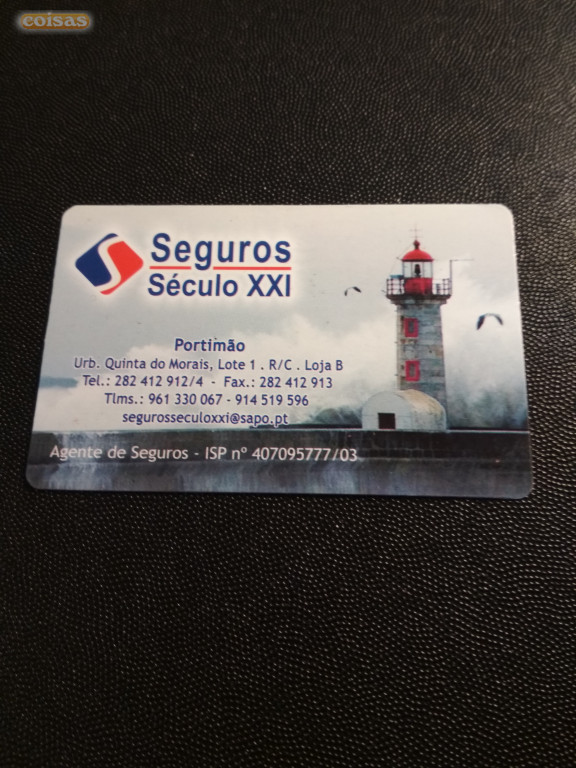 coisas
Seguros
Século XXI
Portimão
Urb. Quinta do Morais, Lote 1 . R/C . Loja B
Tel.: 282 412 912/4 - Fax.: 282 412 913
Tlms.: 961 330 067 - 914 519 596
segurosseculoxxi@sapo.pt
Agente de Seguros - ISP nº 407095777/03